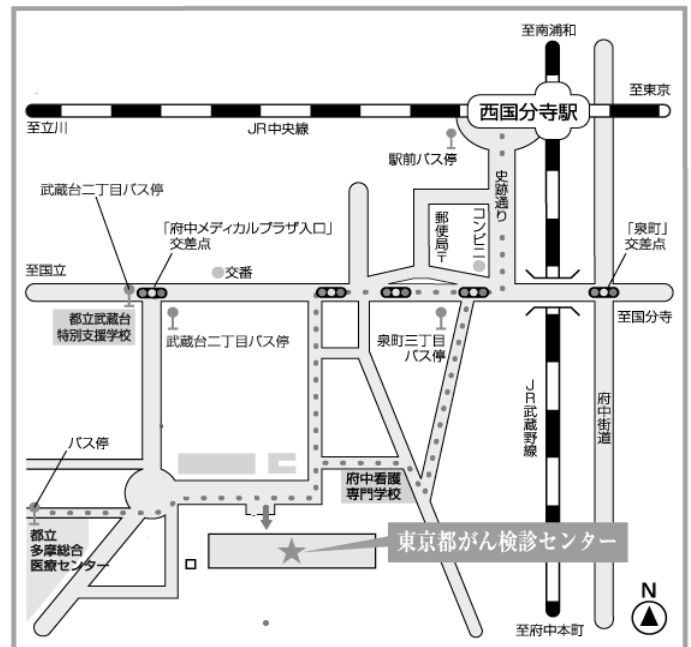 至南浦和
至東京
西国分寺駅
至立川
JR中央線
駅前バス停
史跡通り
武蔵台二丁目バス停
「府中メディカルプラザ入口」
交差点
郵便局〒
コンビニ
「泉町」
交差点
至国立
交番
都立武蔵台
特別支援学校
武蔵台二丁目バス停
泉町三丁目
バス停
至国分寺
JR武蔵野線
府中街道
バス停
府中看護
専門学校
都立
多摩総合
医療センター
東京都がん検診センター
N
至府中本町